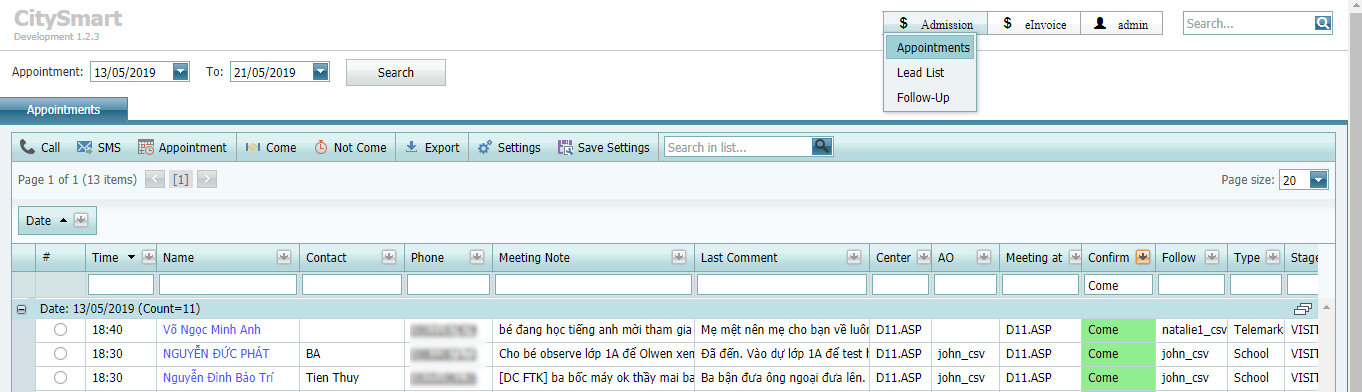 CitySmart
Development 1.2.3
$ Admission $ eInvoice admin Search...
Appointments
Lead List
Follow-Up
Appointment: 13/05/2019 To: 21/05/2019 Search
Appointments
Call SMS Appointment Come Not Come Export Settings Save Settings Search in list...
Page 1 of 1 (13 items) < [1] > Page size: 20
Date
# Time Name Contact Phone Meeting Note Last Comment Center AO Meeting at Confirm Follow Type Stage
Come
Date: 13/05/2019 (Count=11)
18:40 Võ Ngọc Minh Anh bé đang học tiếng anh mời tham gia Mẹ mệt nên mẹ cho bạn về luôn D11.ASP D11.ASP Come natalie1_csv Telemark VISIT
18:30 NGUYỄN ĐỨC PHÁT BA Cho bé observe lớp 1A để Olwen xem Đã đến. Vào dự lớp 1A để test h D11.ASP john_csv D11.ASP Come john_csv School VISIT
18:30 Nguyễn Đình Bảo Trí Tien Thuy [DC FTK] ba bốc máy ok thầy mai ba Ba bận đưa ông ngoại đưa lên. D11.ASP john_csv D11.ASP Come john_csv School VISIT